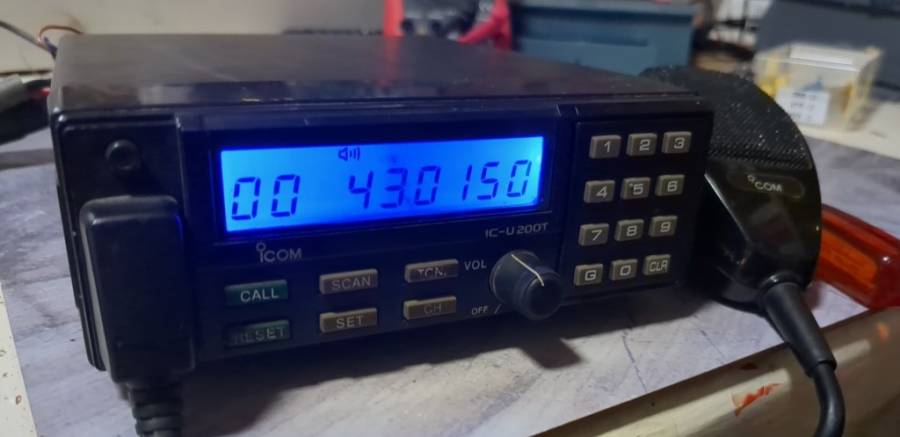 00 430150
iCOM
IC-U200T
CALL
SCAN
TCN.
VOL
RESET
SET
CH
OFF
1 2 3
4 *5 6
7 8 9
G 0 CLR
iCOM